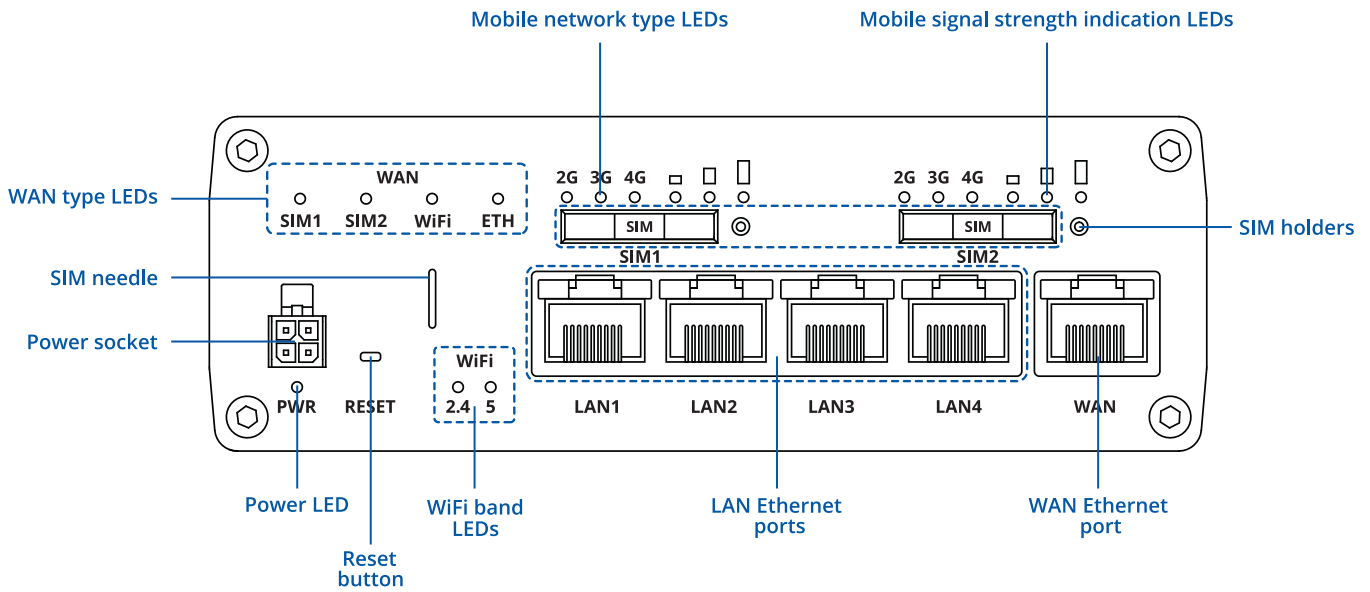 Mobile network type LEDs
Mobile signal strength indication LEDs
WAN
2G 3G 4G
2G 3G 4G
WAN type LEDs
SIM1 SIM2 WiFi ETH
SIM
SIM
SIM holders
SIM1
SIM2
SIM needle
Power socket
WiFi
PWR
RESET
2.4 5
LAN1
LAN2
LAN3
LAN4
WAN
Power LED
WiFi band
LEDs
LAN Ethernet
ports
WAN Ethernet
port
Reset
button